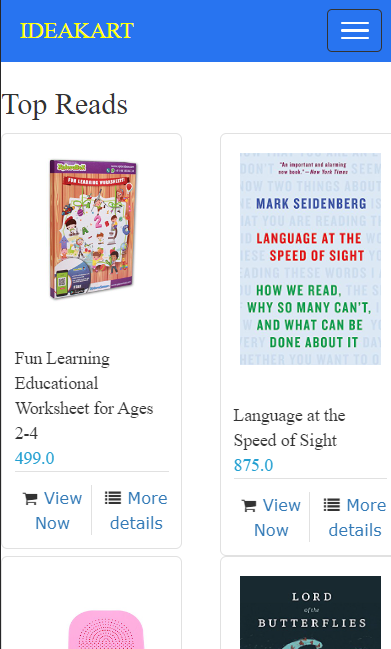 IDEAKART
Top Reads
FUN LEARNING WORKSHEETS
Fun Learning
Educational
Worksheet for Ages
2-4
499.0
View
Now
More
details
"An important and alarming
new book." —New York Times
MARK SEIDENBERG
LANGUAGE AT THE
SPEED OF SIGHT
HOW WE READ,
WHY SO MANY CAN'T,
AND WHAT CAN BE
DONE ABOUT IT
Language at the
Speed of Sight
875.0
View
Now
More
details
LORD
of the
BUTTERFLIES